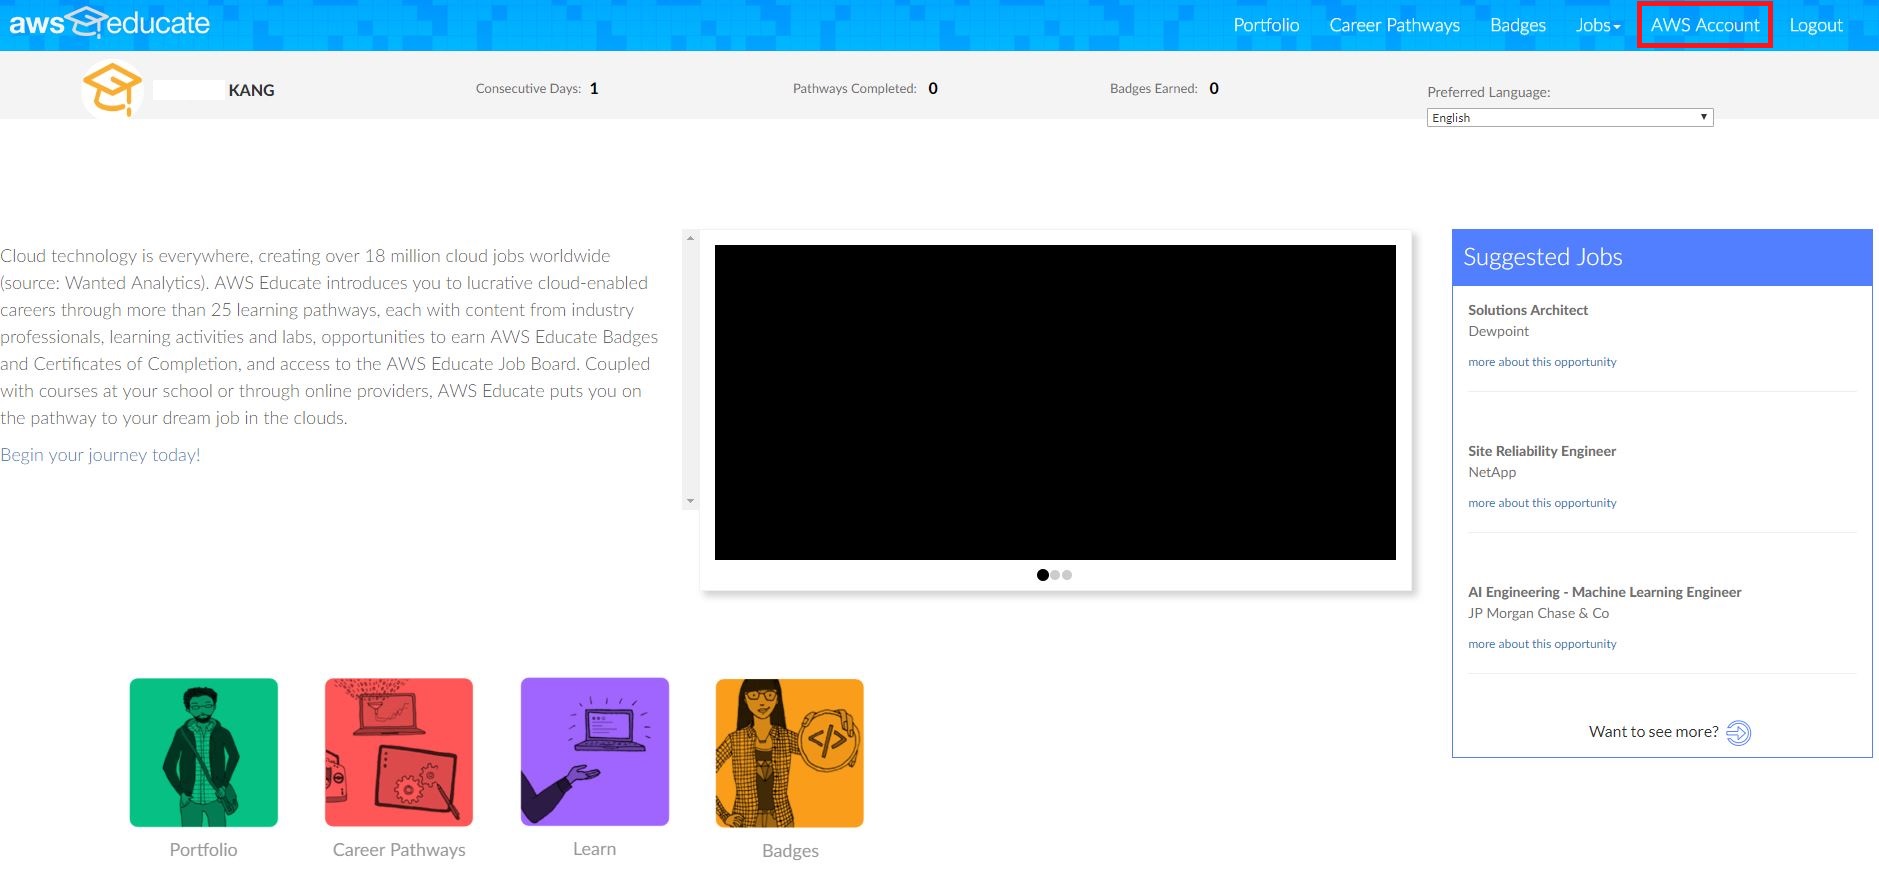 aws educate
Portfolio Career Pathways Badges Jobs AWS Account Logout
KANG
Consecutive Days: 1
Pathways Completed: 0
Badges Earned: 0
Preferred Language:
English
Cloud technology is everywhere, creating over 18 million cloud jobs worldwide
(source: Wanted Analytics). AWS Educate introduces you to lucrative cloud-enabled
careers through more than 25 learning pathways, each with content from industry
professionals, learning activities and labs, opportunities to earn AWS Educate Badges
and Certificates of Completion, and access to the AWS Educate Job Board. Coupled
with courses at your school or through online providers, AWS Educate puts you on
the pathway to your dream job in the clouds.
Begin your journey today!
Suggested Jobs
Solutions Architect
Dewpoint
more about this opportunity
Site Reliability Engineer
NetApp
more about this opportunity
AI Engineering - Machine Learning Engineer
JP Morgan Chase & Co
more about this opportunity
Want to see more?
</>
Portfolio
Career Pathways
Learn
Badges